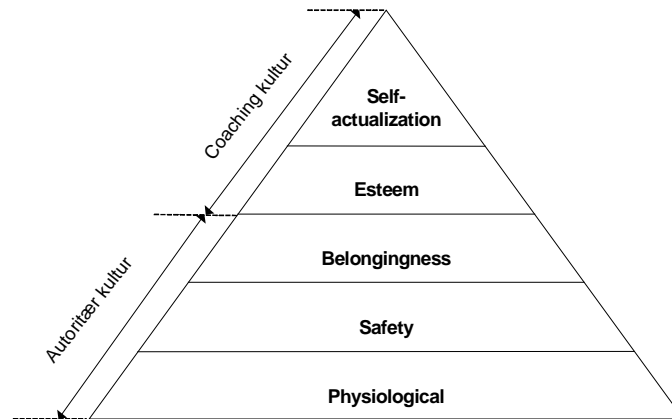 Coaching kultur
Self-
actualization
Esteem
Autoritær kultur
Belongingness
Safety
Physiological